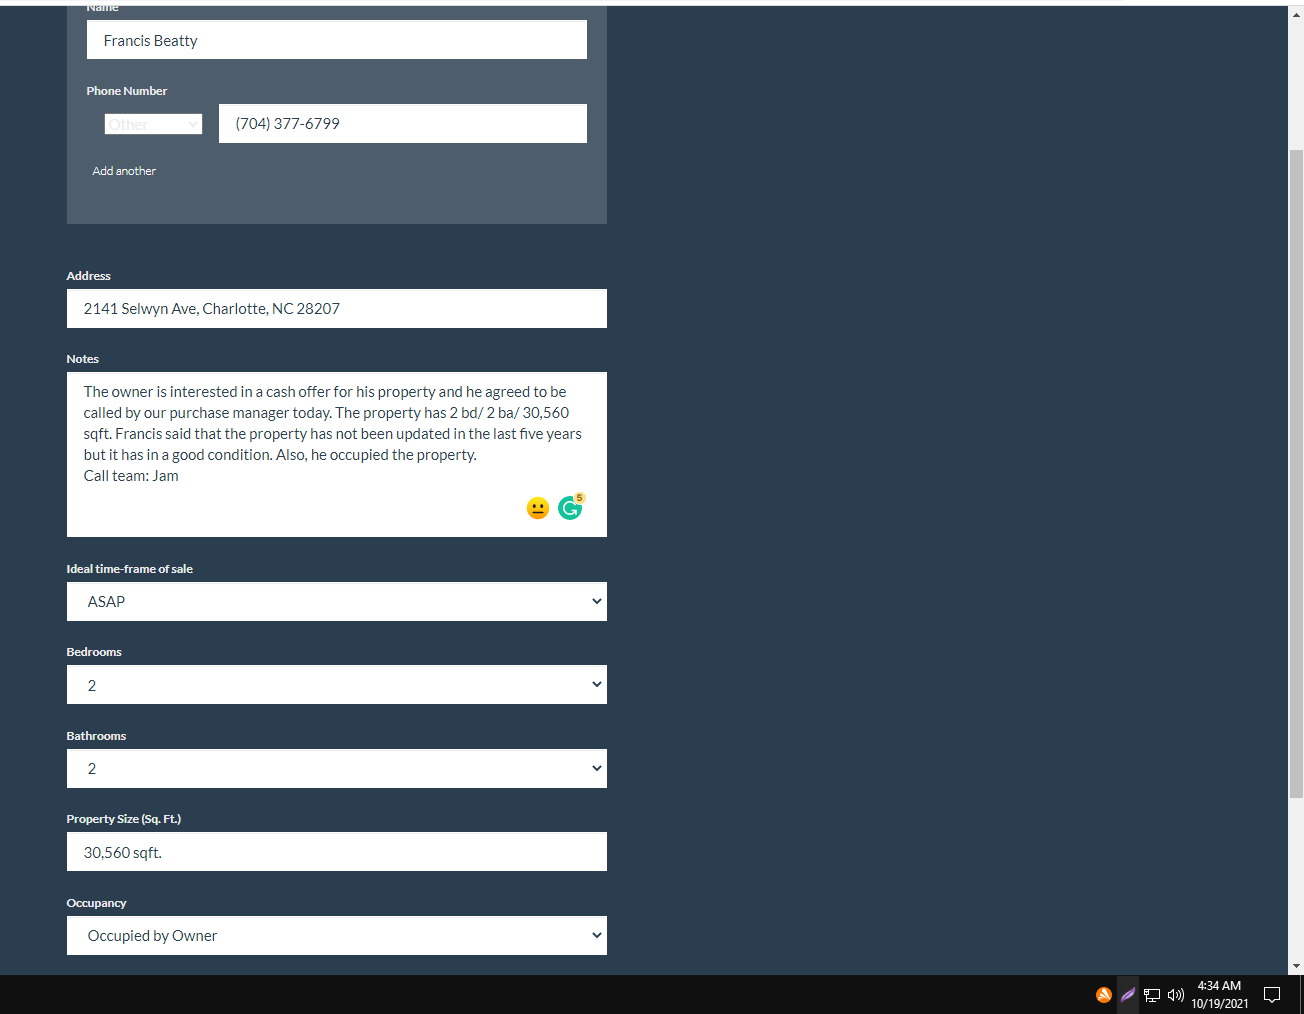 Name
Francis Beatty
Phone Number
Other
(704) 377-6799
Add another
Address
2141 Selwyn Ave, Charlotte, NC 28207
Notes
The owner is interested in a cash offer for his property and he agreed to be
called by our purchase manager today. The property has 2 bd/ 2 ba/ 30,560
sqft. Francis said that the property has not been updated in the last five years
but it has in a good condition. Also, he occupied the property.
Call team: Jam
5
Ideal time-frame of sale
ASAP
Bedrooms
2
Bathrooms
2
Property Size (Sq. Ft.)
30,560 sqft.
Occupancy
Occupied by Owner
4:34 AM
10/19/2021